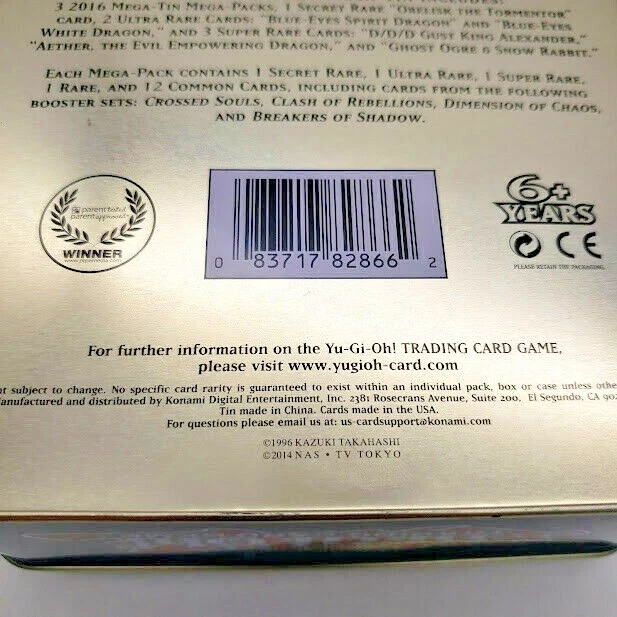 3 2016 MEGA-TIN MEGA-PACKS, 1 SECRET RARE "OBELISK THE TORMENTOR"
CARD, 2 ULTRA RARE CARDS: "BLUE-EYES SPIRIT DRAGON" AND "BLUE-EYES
WHITE DRAGON," AND 3 SUPER RARE CARDS: "D/D/D GUST KING ALEXANDER,"
"AETHER, THE EVIL EMPOWERING DRAGON," AND "GHOST OGRE & SNOW RABBIT."
EACH MEGA-PACK CONTAINS 1 SECRET RARE, 1 ULTRA RARE, 1 SUPER RARE,
1 RARE, AND 12 COMMON CARDS, INCLUDING CARDS FROM THE FOLLOWING
BOOSTER SETS: CROSSED SOULS, CLASH OF REBELLIONS, DIMENSION OF CHAOS,
AND BREAKERS OF SHADOW.
parent tested
parent approved
WINNER
0 83717 82866 2
6+
YEARS
CE
PLEASE RETAIN THE PACKAGING
For further information on the Yu-Gi-Oh! TRADING CARD GAME,
please visit www.yugioh-card.com
nt subject to change. No specific card rarity is guaranteed to exist within an individual pack, box or case unless othe
anufactured and distributed by Konami Digital Entertainment, Inc. 2381 Rosecrans Avenue, Suite 200, El Segundo, CA 902
Tin made in China. Cards made in the USA.
For questions please email us at: us-cardsupport@konami.com
©1996 KAZUKI TAKAHASHI
©2014 NAS • TV TOKYO